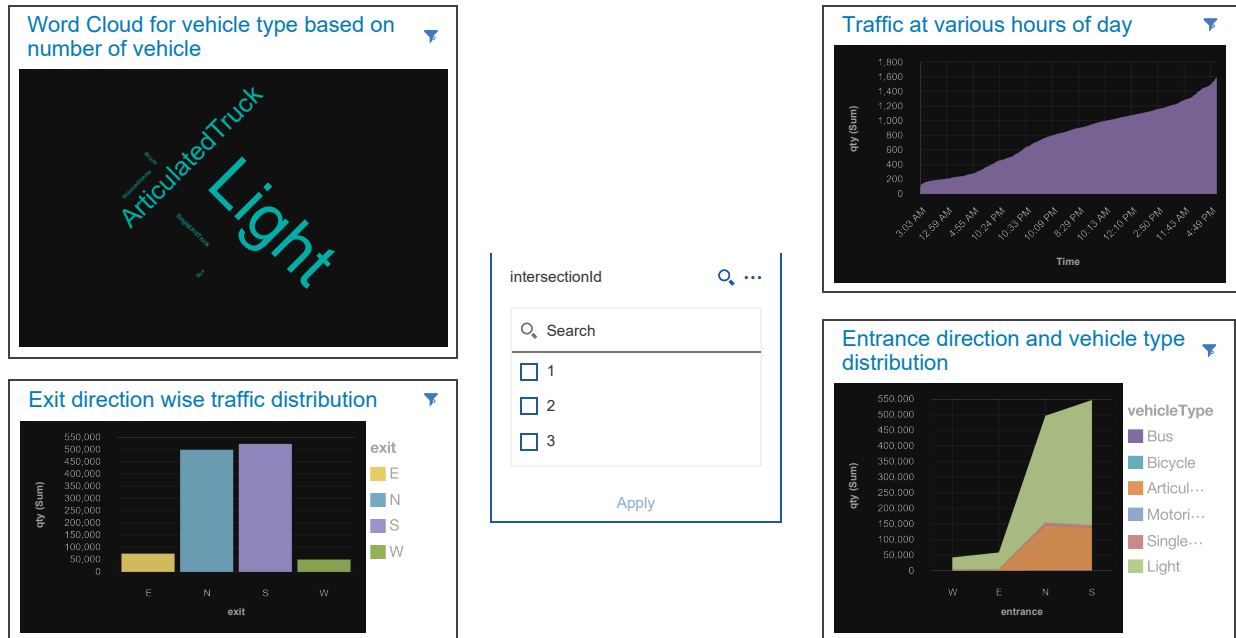 Word Cloud for vehicle type based on
number of vehicle
Light
ArticulatedTruck
Bicycle
MotorizedVehicle
SingleUnitTruck
Bus
Exit direction wise traffic distribution
550,000
500,000
450,000
400,000
350,000
300,000
250,000
200,000
150,000
100,000
50,000
0
qty (Sum)
E
N
S
W
exit
exit
E
N
S
W
intersectionId
Search
1
2
3
Apply
Traffic at various hours of day
1,800
1,600
1,400
1,200
1,000
800
600
400
200
0
qty (Sum)
3:03 AM
12:59 AM
4:55 AM
10:24 PM
10:33 PM
10:09 PM
8:29 PM
10:13 AM
12:10 PM
2:50 PM
11:43 AM
4:49 PM
Time
Entrance direction and vehicle type
distribution
550,000
500,000
450,000
400,000
350,000
300,000
250,000
200,000
150,000
100,000
50,000
0
qty (Sum)
W
E
N
S
entrance
vehicleType
Bus
Bicycle
Articul...
Motori...
Single...
Light